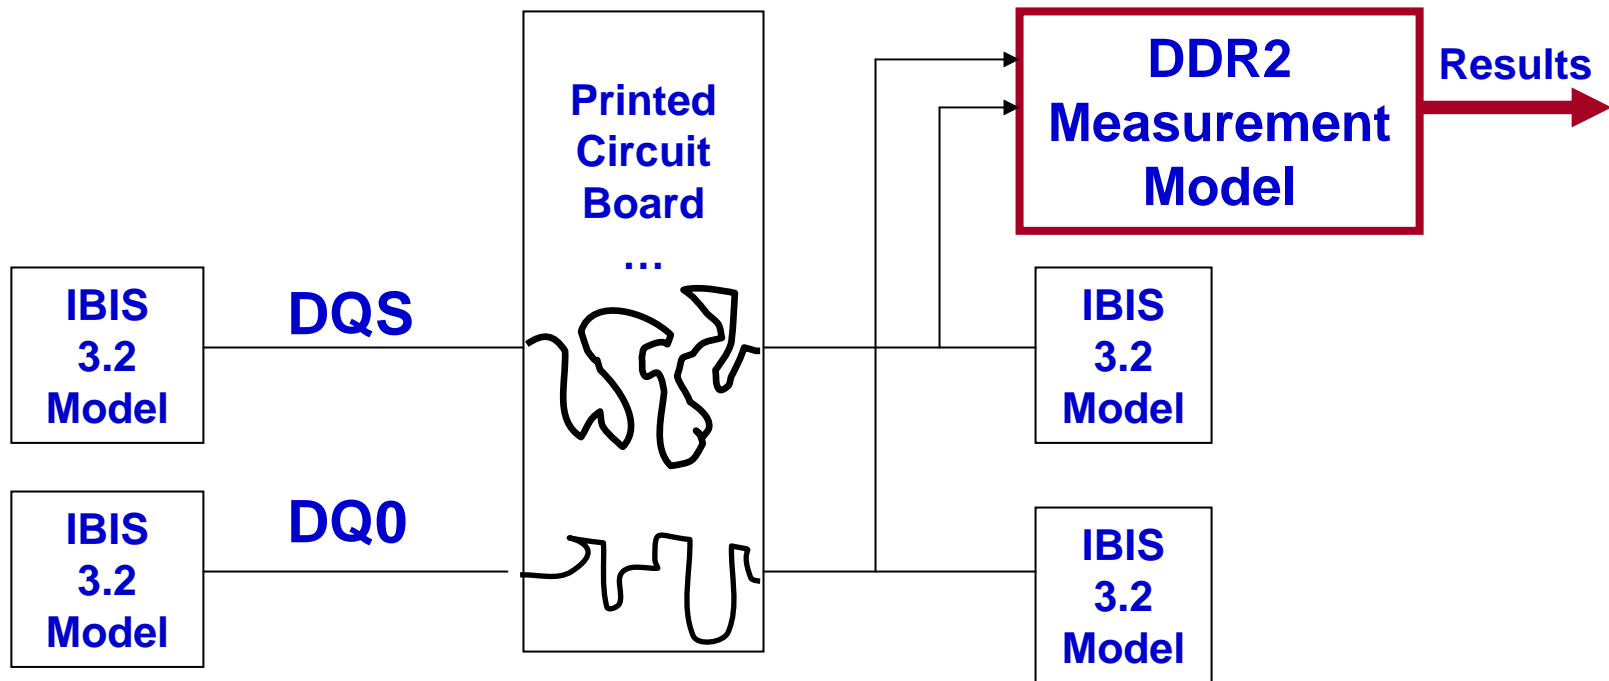 Printed
Circuit
Board
…
DDR2
Measurement
Model
Results
IBIS
3.2
Model
DQS
IBIS
3.2
Model
IBIS
3.2
Model
DQ0
IBIS
3.2
Model